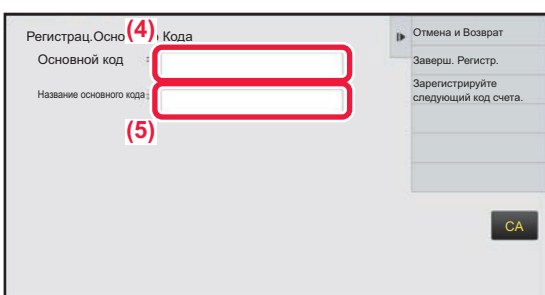 (4)
Регистрац.Осно о Кода
Основной код :
Название основного кода:
(5)
Отмена и Возврат
Заверш. Регистр.
Зарегистрируйте
следующий код счета.
CA